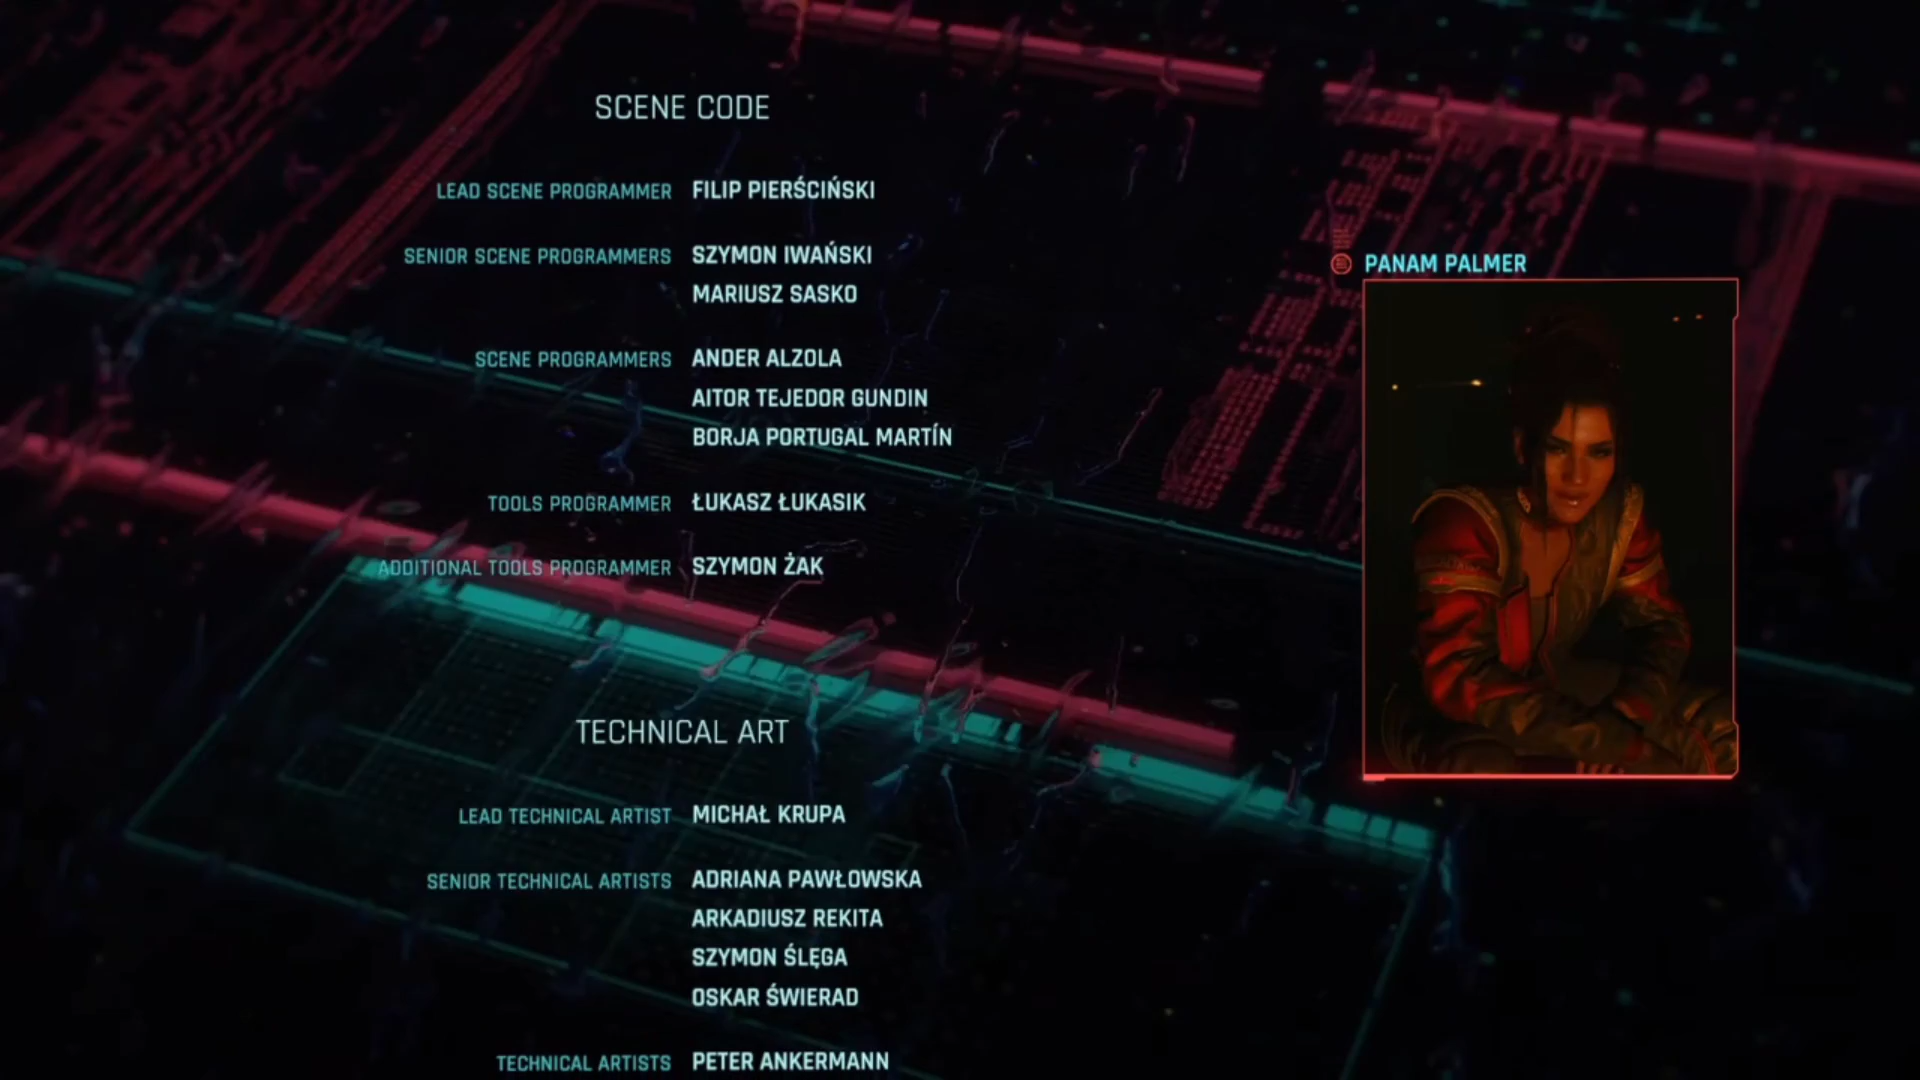 SCENE CODE
LEAD SCENE PROGRAMMER FILIP PIERŚCIŃSKI
SENIOR SCENE PROGRAMMERS SZYMON IWAŃSKI
MARIUSZ SASKO
SCENE PROGRAMMERS ANDER ALZOLA
AITOR TEJEDOR GUNDIN
BORJA PORTUGAL MARTÍN
TOOLS PROGRAMMER ŁUKASZ ŁUKASIK
ADDITIONAL TOOLS PROGRAMMER SZYMON ŻAK
TECHNICAL ART
LEAD TECHNICAL ARTIST MICHAŁ KRUPA
SENIOR TECHNICAL ARTISTS ADRIANA PAWŁOWSKA
ARKADIUSZ REKITA
SZYMON ŚLĘGA
OSKAR ŚWIERAD
TECHNICAL ARTISTS PETER ANKERMANN
PANAM PALMER